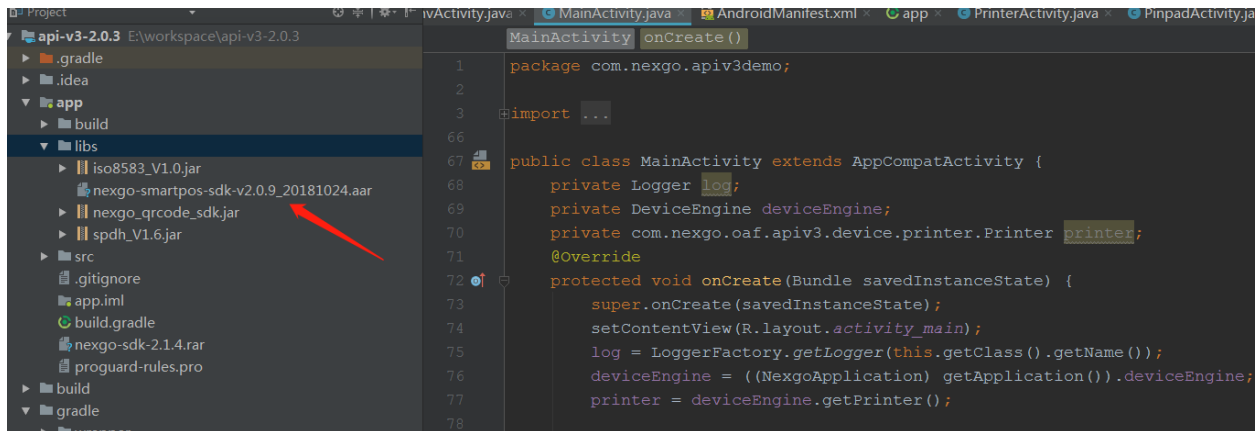 Project
api-v3-2.0.3 E:\workspace\api-v3-2.0.3
.gradle
.idea
app
build
libs
iso8583_V1.0.jar
nexgo-smartpos-sdk-v2.0.9_20181024.aar
nexgo_qrcode_sdk.jar
spdh_V1.6.jar
src
.gitignore
app.iml
build.gradle
nexgo-sdk-2.1.4.rar
proguard-rules.pro
build
gradle
nvActivity.java MainActivity.java AndroidManifest.xml app PrinterActivity.java PinpadActivity.ja
MainActivity onCreate()
1 package com.nexgo.apiv3demo;
2
3 import ...
66
67 public class MainActivity extends AppCompatActivity {
68 private Logger log;
69 private DeviceEngine deviceEngine;
70 private com.nexgo.oaf.apiv3.device.printer.Printer printer;
71 @Override
72 protected void onCreate(Bundle savedInstanceState) {
73 super.onCreate(savedInstanceState);
74 setContentView(R.layout.activity_main);
75 log = LoggerFactory.getLogger(this.getClass().getName());
76 deviceEngine = ((NexgoApplication) getApplication()).deviceEngine;
77 printer = deviceEngine.getPrinter();
78